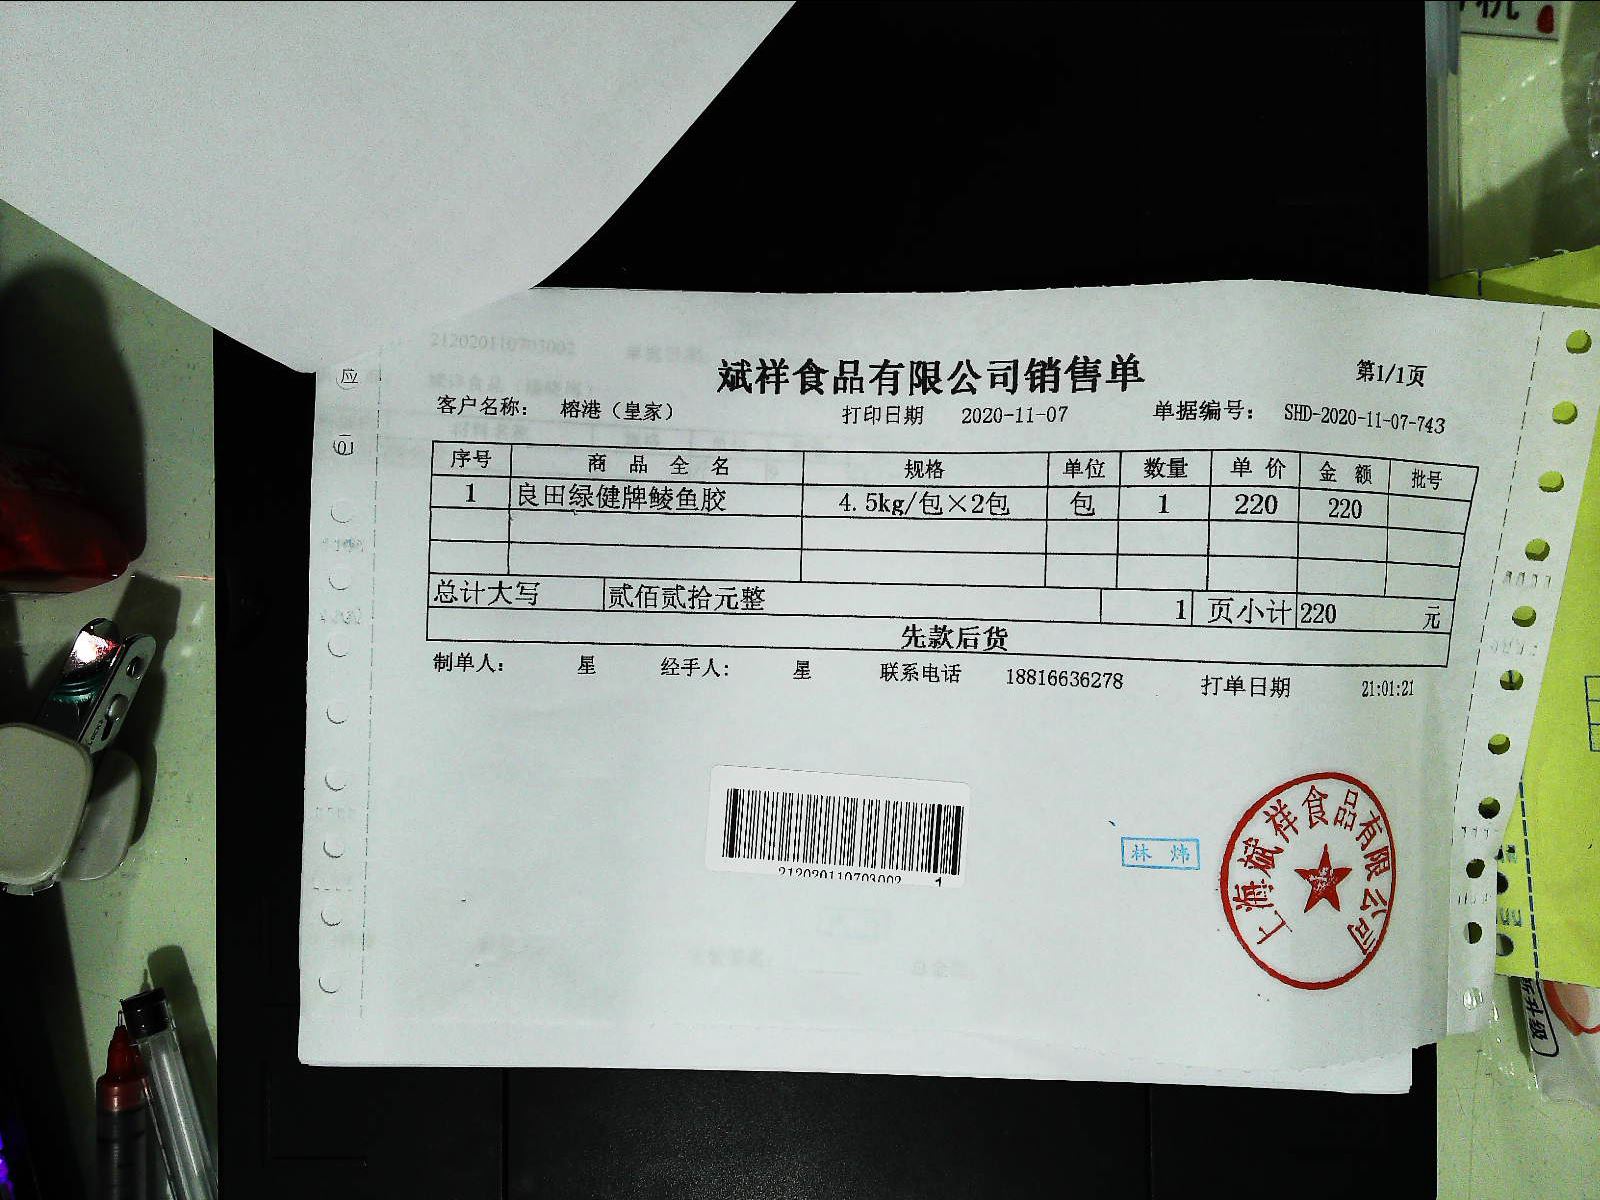 斌祥食品有限公司销售单
第1/1页
客户名称: 榕港（皇家） 打印日期 2020-11-07 单据编号: SHD-2020-11-07-743
序号 商品全名 规格 单位 数量 单价 金额 批号
1 良田绿健牌鲮鱼胶 4.5kg/包×2包 包 1 220 220
总计大写 贰佰贰拾元整 1 页小计 220 元
先款后货
制单人: 星 经手人: 星 联系电话 18816636278 打单日期 21:01:21
212020110703002 1
林炜
上海斌祥食品有限公司
应
212020110703002